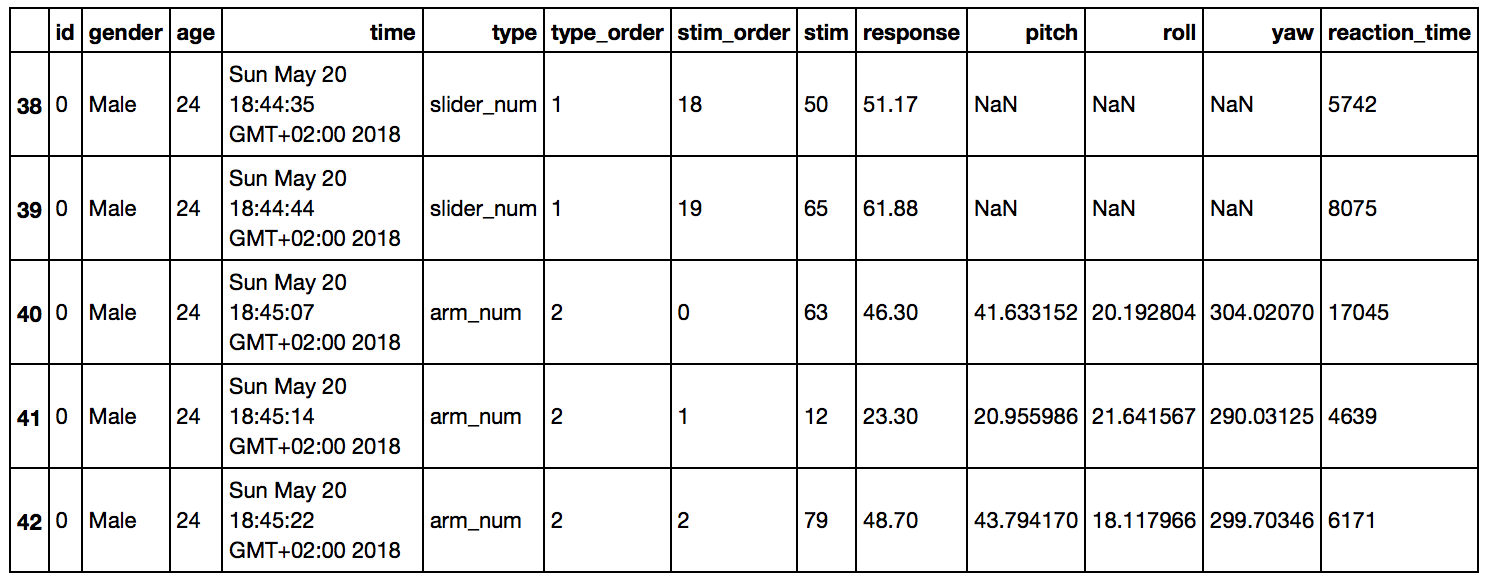 id gender age time type type_order stim_order stim response pitch roll yaw reaction_time
Sun May 20
38 0 Male 24 18:44:35 slider_num 1 18 50 51.17 NaN NaN NaN 5742
GMT+02:00 2018
Sun May 20
39 0 Male 24 18:44:44 slider_num 1 19 65 61.88 NaN NaN NaN 8075
GMT+02:00 2018
Sun May 20
40 0 Male 24 18:45:07 arm_num 2 0 63 46.30 41.633152 20.192804 304.02070 17045
GMT+02:00 2018
Sun May 20
41 0 Male 24 18:45:14 arm_num 2 1 12 23.30 20.955986 21.641567 290.03125 4639
GMT+02:00 2018
Sun May 20
42 0 Male 24 18:45:22 arm_num 2 2 79 48.70 43.794170 18.117966 299.70346 6171
GMT+02:00 2018